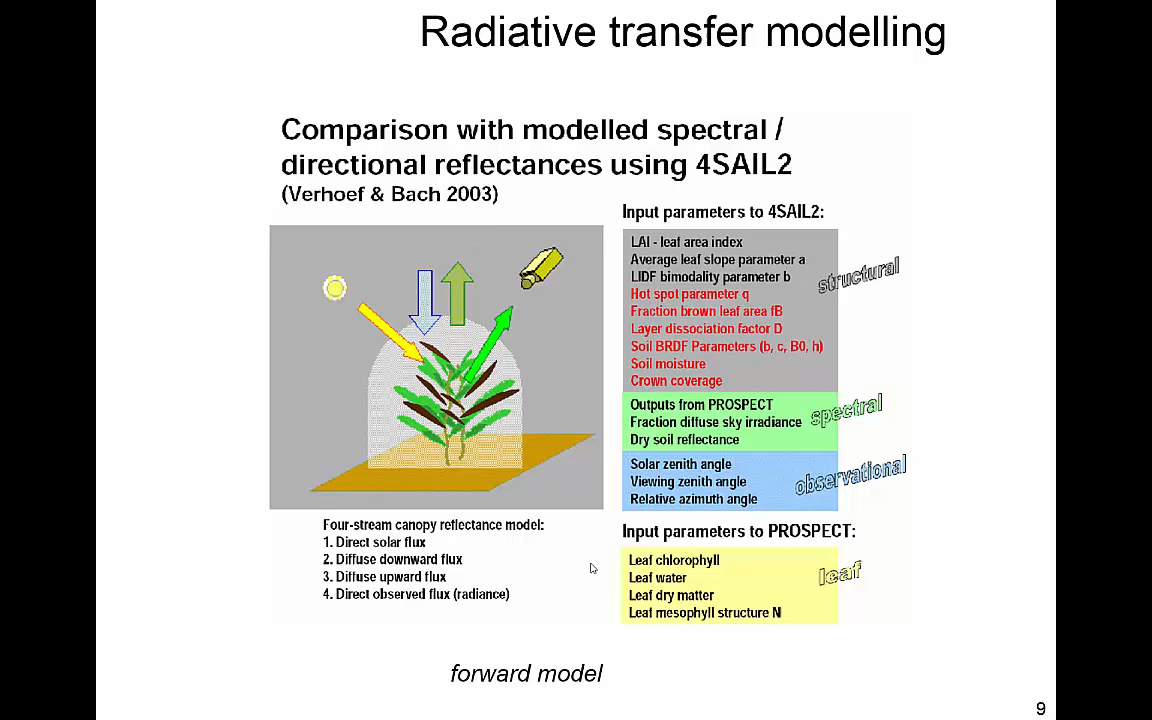 Radiative transfer modelling
Comparison with modelled spectral /
directional reflectances using 4SAIL2
(Verhoef & Bach 2003)
Input parameters to 4SAIL2:
LAI - leaf area index
Average leaf slope parameter a
LIDF bimodality parameter b
Hot spot parameter q
Fraction brown leaf area fB
Layer dissociation factor D
Soil BRDF Parameters (b, c, B0, h)
Soil moisture
Crown coverage
structural
Outputs from PROSPECT
Fraction diffuse sky irradiance
Dry soil reflectance
spectral
Solar zenith angle
Viewing zenith angle
Relative azimuth angle
observational
Four-stream canopy reflectance model:
1. Direct solar flux
2. Diffuse downward flux
3. Diffuse upward flux
4. Direct observed flux (radiance)
Input parameters to PROSPECT:
Leaf chlorophyll
Leaf water
Leaf dry matter
Leaf mesophyll structure N
leaf
forward model
9